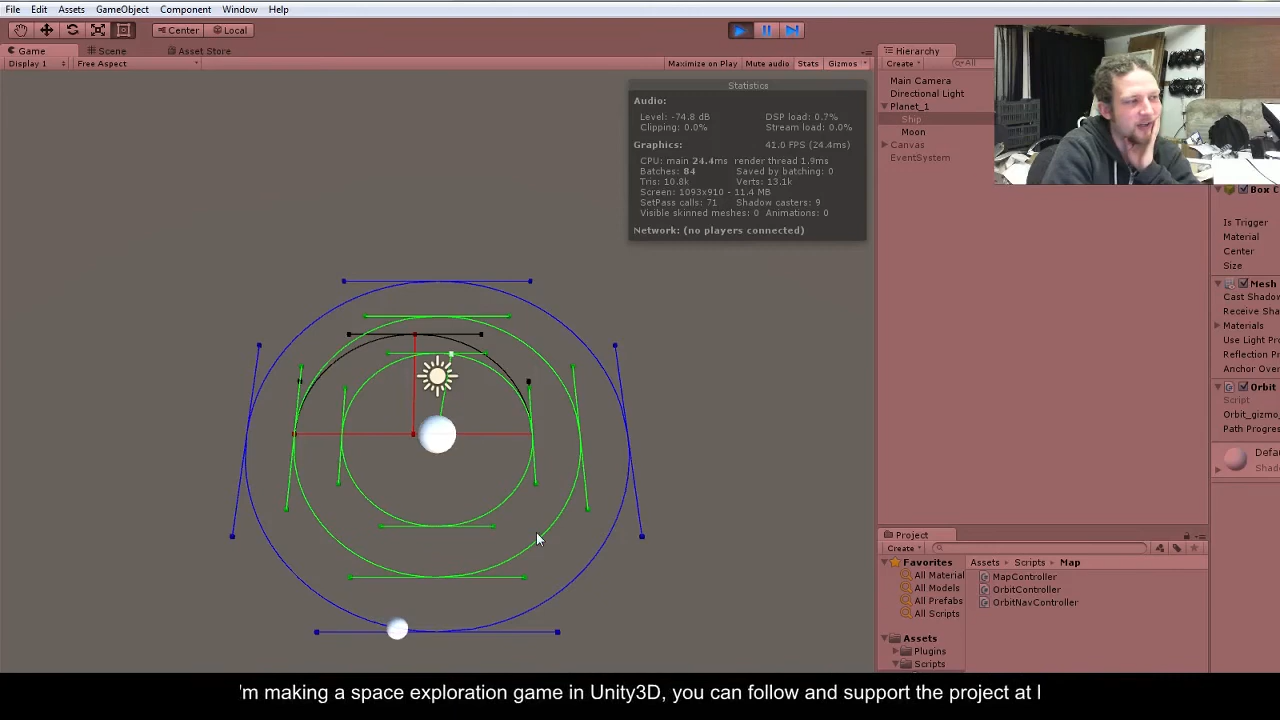 File Edit Assets GameObject Component Window Help
Center Local
Game Scene Asset Store
Display 1 Free Aspect Maximize on Play Mute audio Stats Gizmos
Statistics
Audio:
Level: -74.8 dB DSP load: 0.7%
Clipping: 0.0% Stream load: 0.0%
Graphics: 41.0 FPS (24.4ms)
CPU: main 24.4ms render thread 1.9ms
Batches: 84 Saved by batching: 0
Tris: 10.8k Verts: 13.1k
Screen: 1093x910 - 11.4 MB
SetPass calls: 71 Shadow casters: 9
Visible skinned meshes: 0 Animations: 0
Network: (no players connected)
Hierarchy
Create All
Main Camera
Directional Light
Planet_1
Ship
Moon
Canvas
EventSystem
Box C
Is Trigger
Material
Center
Size
Mesh
Cast Shadow
Receive Sha
Materials
Use Light Pro
Reflection Pr
Anchor Over
Orbit
Script
Orbit_gizmo_
Path Progres
Defau
Shad
Project
Create
Favorites
All Material
All Models
All Prefabs
All Scripts
Assets
Plugins
Scripts
Assets Scripts Map
MapController
OrbitController
OrbitNavController
'm making a space exploration game in Unity3D, you can follow and support the project at I